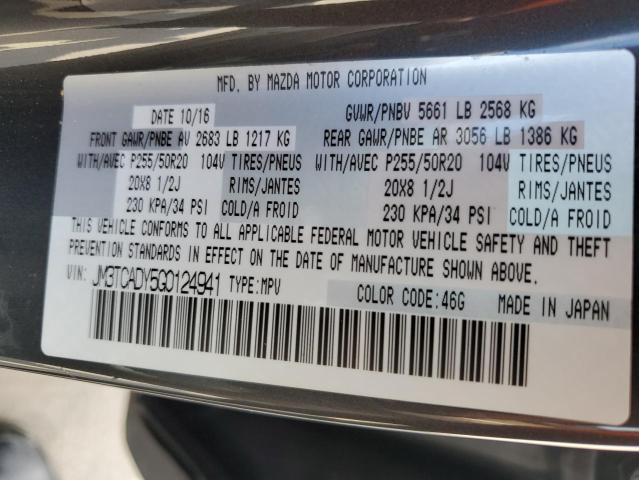 MFD. BY MAZDA MOTOR CORPORATION
DATE 10/16 GVWR/PNBV 5661 LB 2568 KG
FRONT GAWR/PNBE AV 2683 LB 1217 KG REAR GAWR/PNBE AR 3056 LB 1386 KG
WITH/AVEC P255/50R20 104V TIRES/PNEUS WITH/AVEC P255/50R20 104V TIRES/PNEUS
20X8 1/2J RIMS/JANTES 20X8 1/2J RIMS/JANTES
230 KPA/34 PSI COLD/A FROID 230 KPA/34 PSI COLD/A FROID
THIS VEHICLE CONFORMS TO ALL APPLICABLE FEDERAL MOTOR VEHICLE SAFETY AND THEFT
PREVENTION STANDARDS IN EFFECT ON THE DATE OF MANUFACTURE SHOWN ABOVE.
VIN: JM3TCADY5G0124941 TYPE:MPV COLOR CODE:46G MADE IN JAPAN